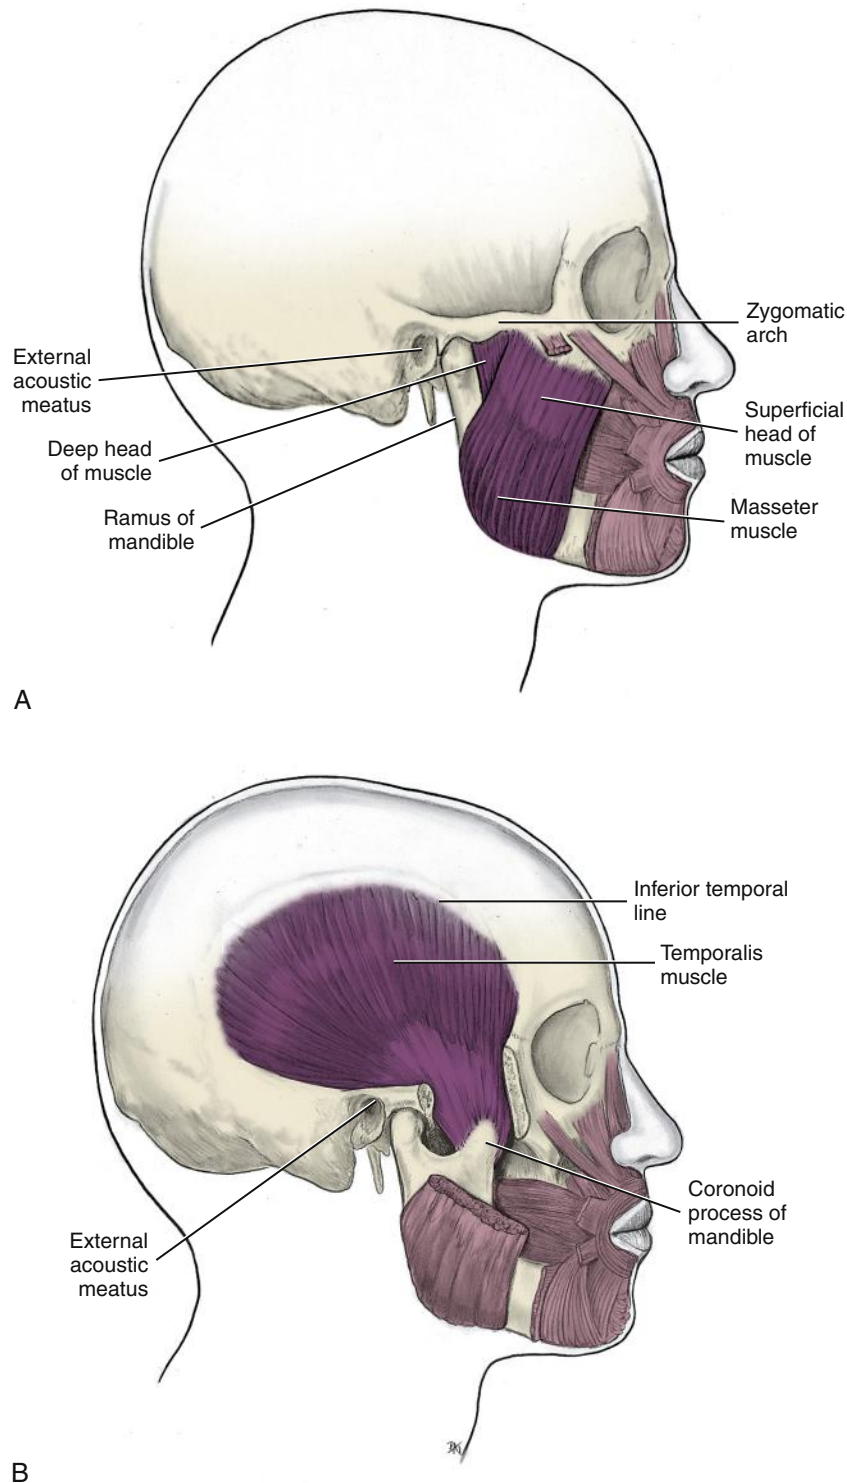 Zygomatic
arch
External
acoustic
meatus
Superficial
head of
muscle
Deep head
of muscle
Masseter
muscle
Ramus of
mandible
A
Inferior temporal
line
Temporalis
muscle
Coronoid
process of
mandible
External
acoustic
meatus
B